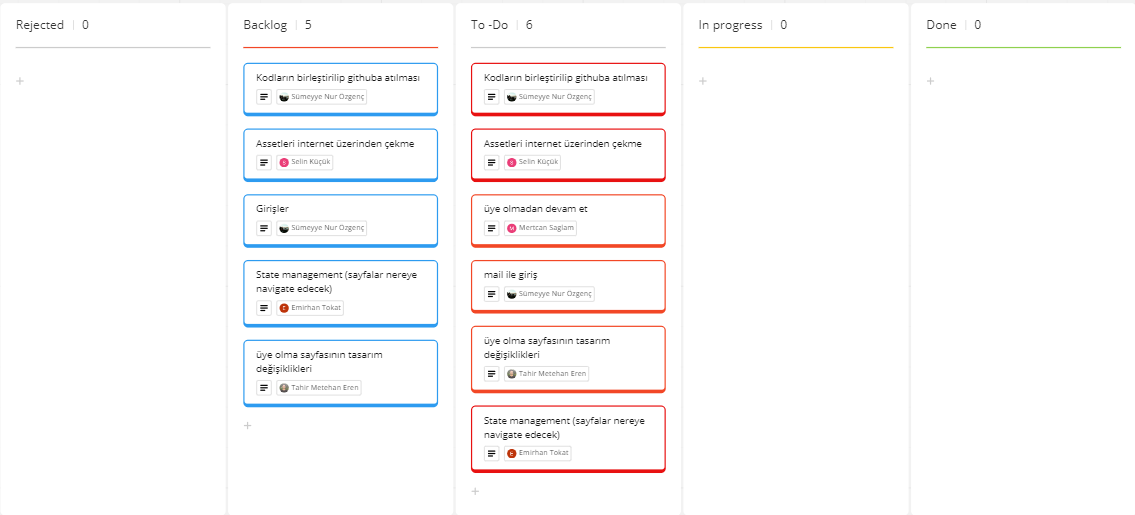 Rejected | 0
Backlog | 5
Kodların birleştirilip githuba atılması
Sümeyye Nur Özgenç
Assetleri internet üzerinden çekme
S Selin Küçük
Girişler
Sümeyye Nur Özgenç
State management (sayfalar nereye
navigate edecek)
E Emirhan Tokat
üye olma sayfasının tasarım
değişiklikleri
Tahir Metehan Eren
+
To -Do | 6
Kodların birleştirilip githuba atılması
Sümeyye Nur Özgenç
Assetleri internet üzerinden çekme
S Selin Küçük
üye olmadan devam et
M Mertcan Saglam
mail ile giriş
Sümeyye Nur Özgenç
üye olma sayfasının tasarım
değişiklikleri
Tahir Metehan Eren
State management (sayfalar nereye
navigate edecek)
E Emirhan Tokat
+
In progress | 0
+
Done | 0
+